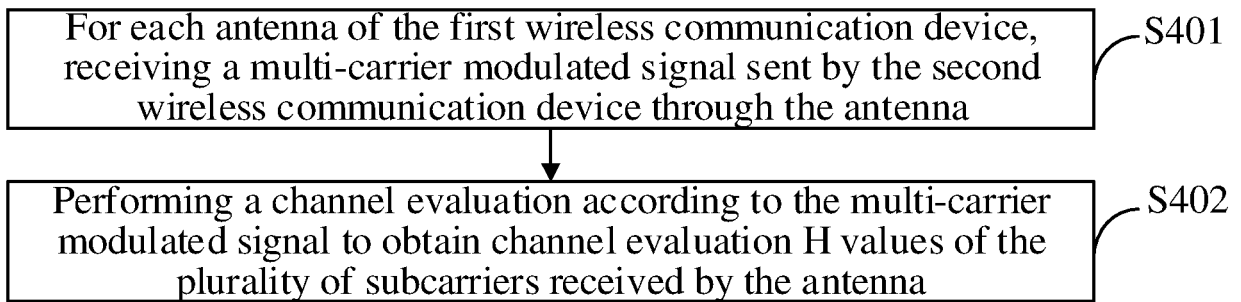 For each antenna of the first wireless communication device,
receiving a multi-carrier modulated signal sent by the second
wireless communication device through the antenna
S401
Performing a channel evaluation according to the multi-carrier
modulated signal to obtain channel evaluation H values of the
plurality of subcarriers received by the antenna
S402